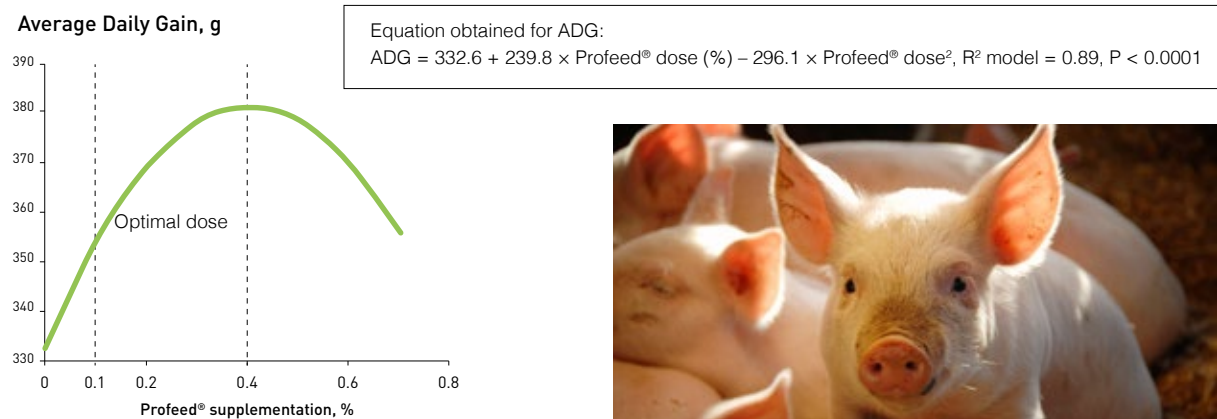 Average Daily Gain, g
Equation obtained for ADG:
ADG = 332.6 + 239.8 × Profeed® dose (%) – 296.1 × Profeed® dose², R² model = 0.89, P < 0.0001
390
380
370
360
350
340
330
Optimal dose
0 0.1 0.2 0.4 0.6 0.8
Profeed® supplementation, %